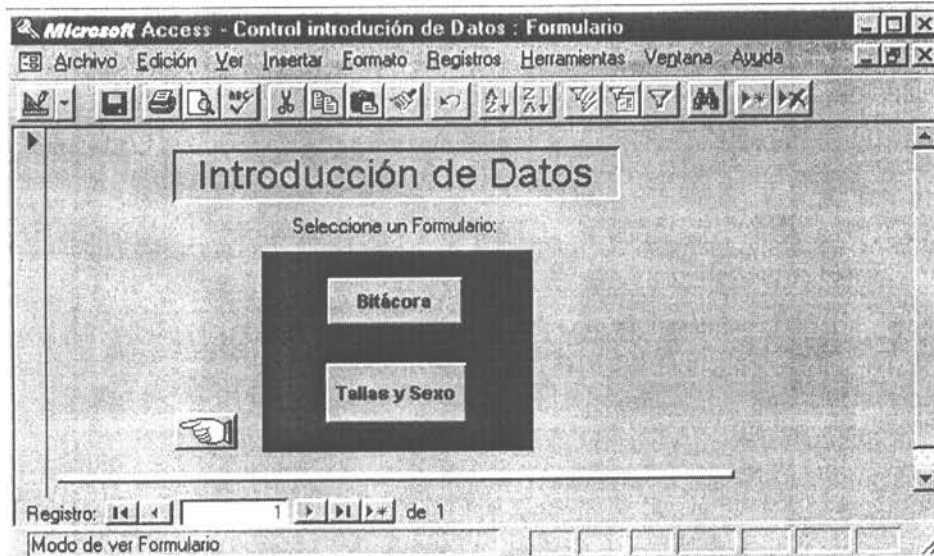 Microsoft Access - Control introdución de Datos : Formulario
Archivo Edición Ver Insertar Formato Registros Herramientas Ventana Ayuda
Introducción de Datos
Seleccione un Formulario:
Bitácora
Tallas y Sexo
Registro: 1 de 1
Modo de ver Formulario